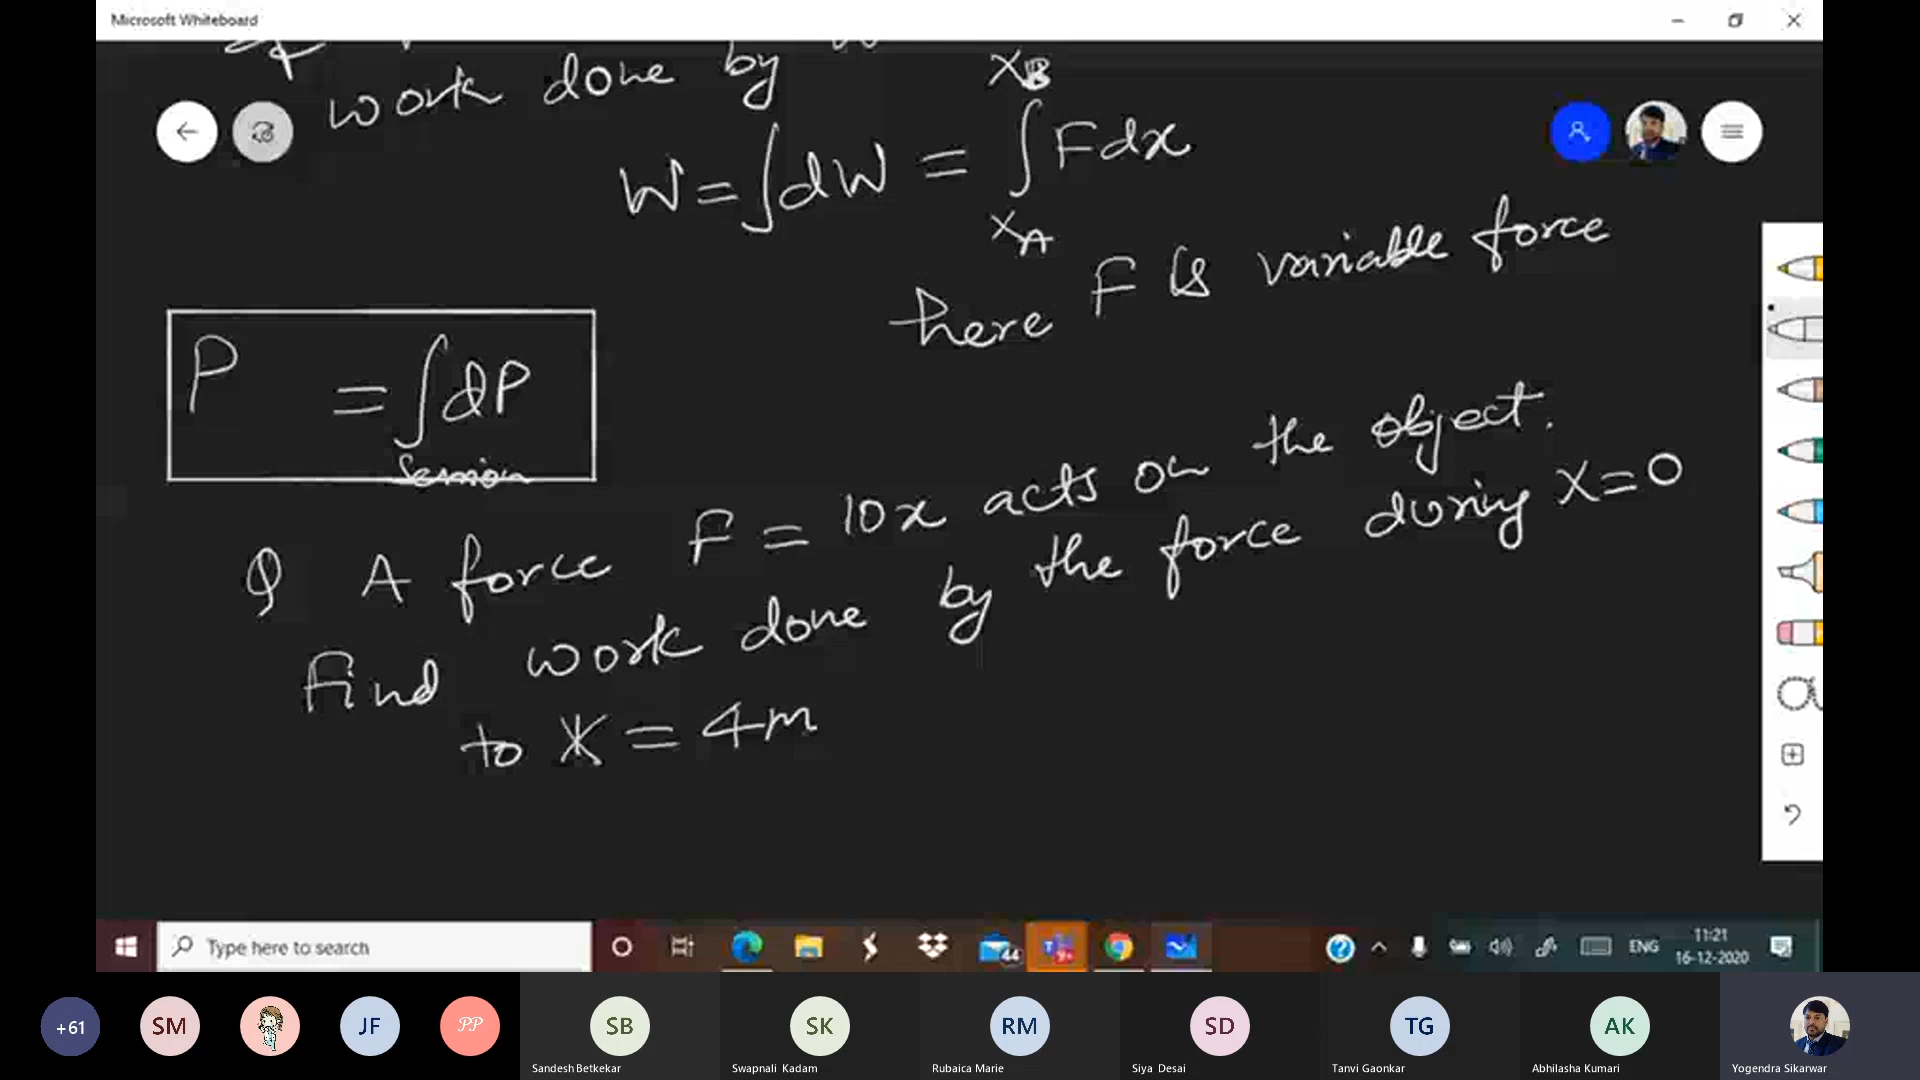 Microsoft Whiteboard
work done by
W = ∫dW = ∫ F dx
XB
XA
here F is variable force
P = ∫dP
Session
Q A force F = 10x acts on the object.
find work done by the force during X=0
to X = 4m
Type here to search
44
9+
ENG
11:21
16-12-2020
+61
SM
JF
PP
SB
SK
RM
SD
TG
AK
Sandesh Betkekar
Swapnali Kadam
Rubaica Marie
Siya Desai
Tanvi Gaonkar
Abhilasha Kumari
Yogendra Sikarwar